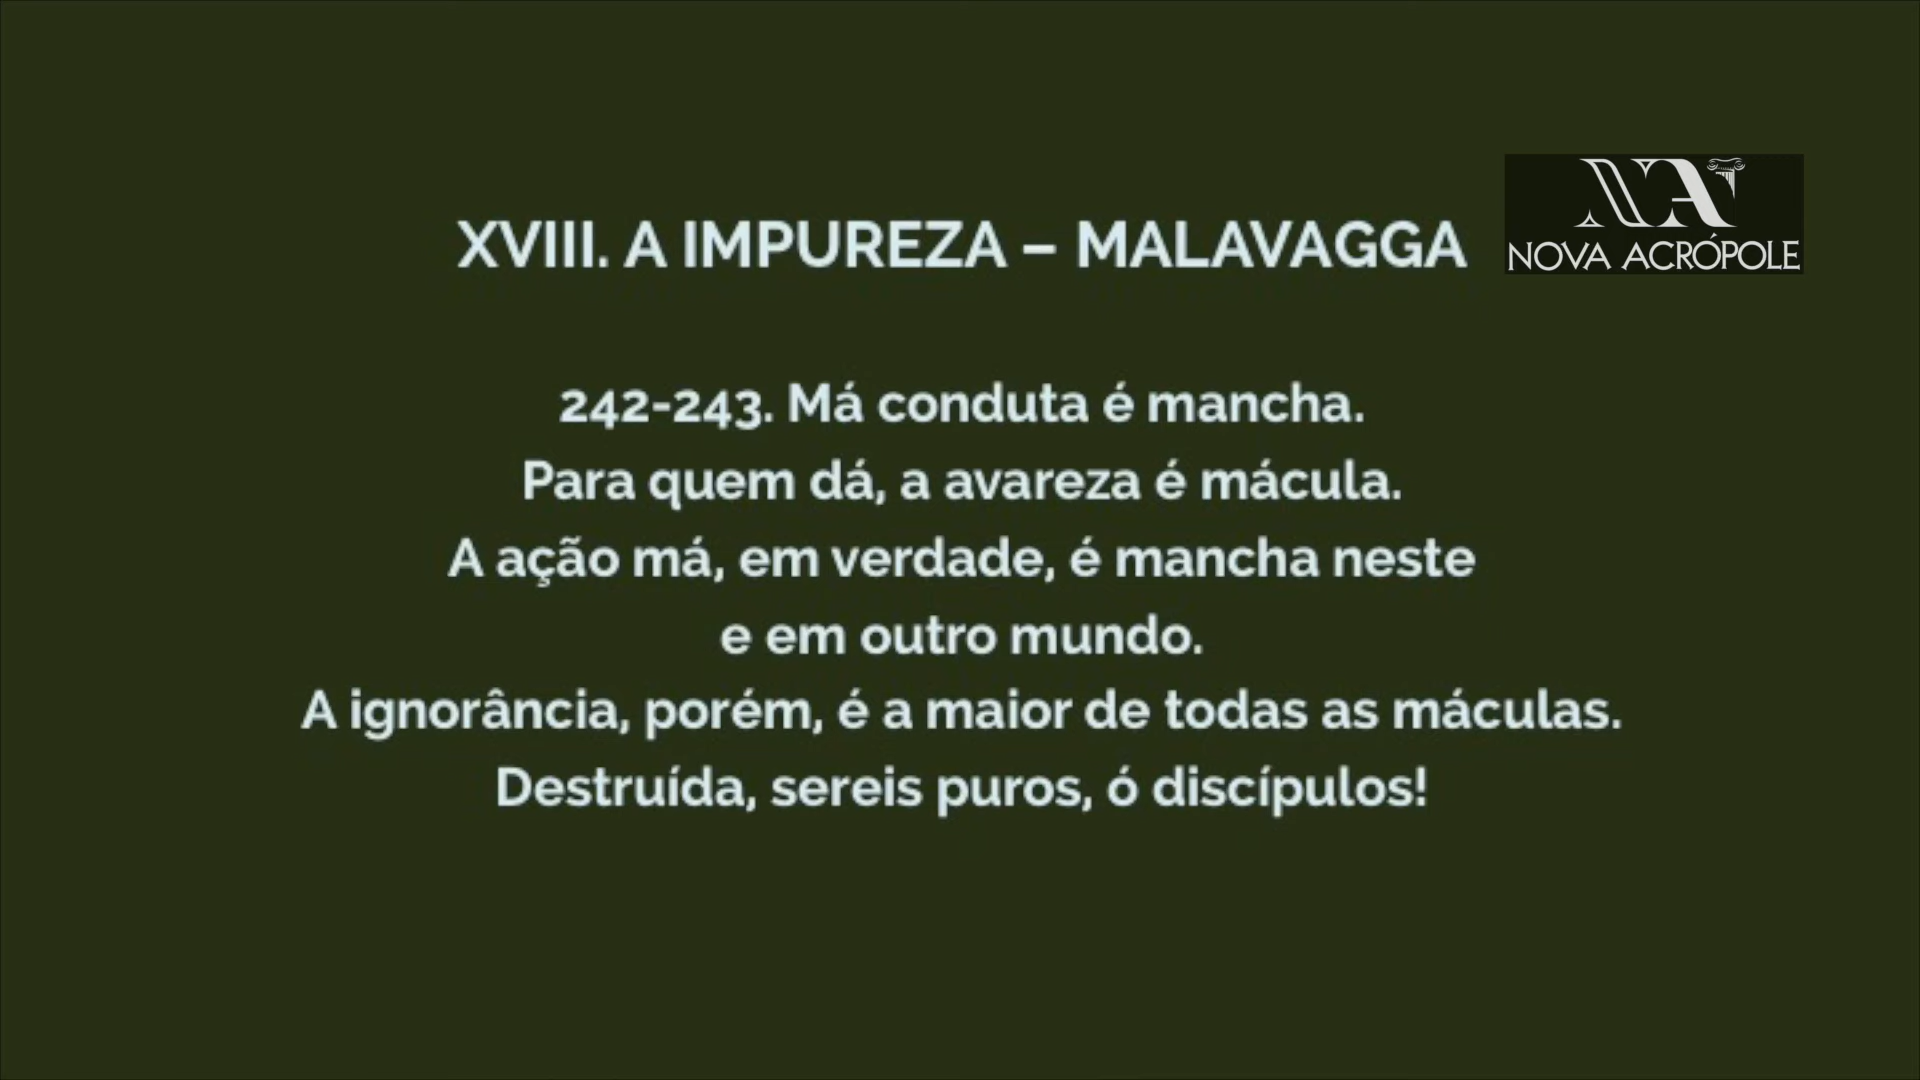 XVIII. A IMPUREZA – MALAVAGGA
NOVA ACRÓPOLE
242-243. Má conduta é mancha.
Para quem dá, a avareza é mácula.
A ação má, em verdade, é mancha neste
e em outro mundo.
A ignorância, porém, é a maior de todas as máculas.
Destruída, sereis puros, ó discípulos!